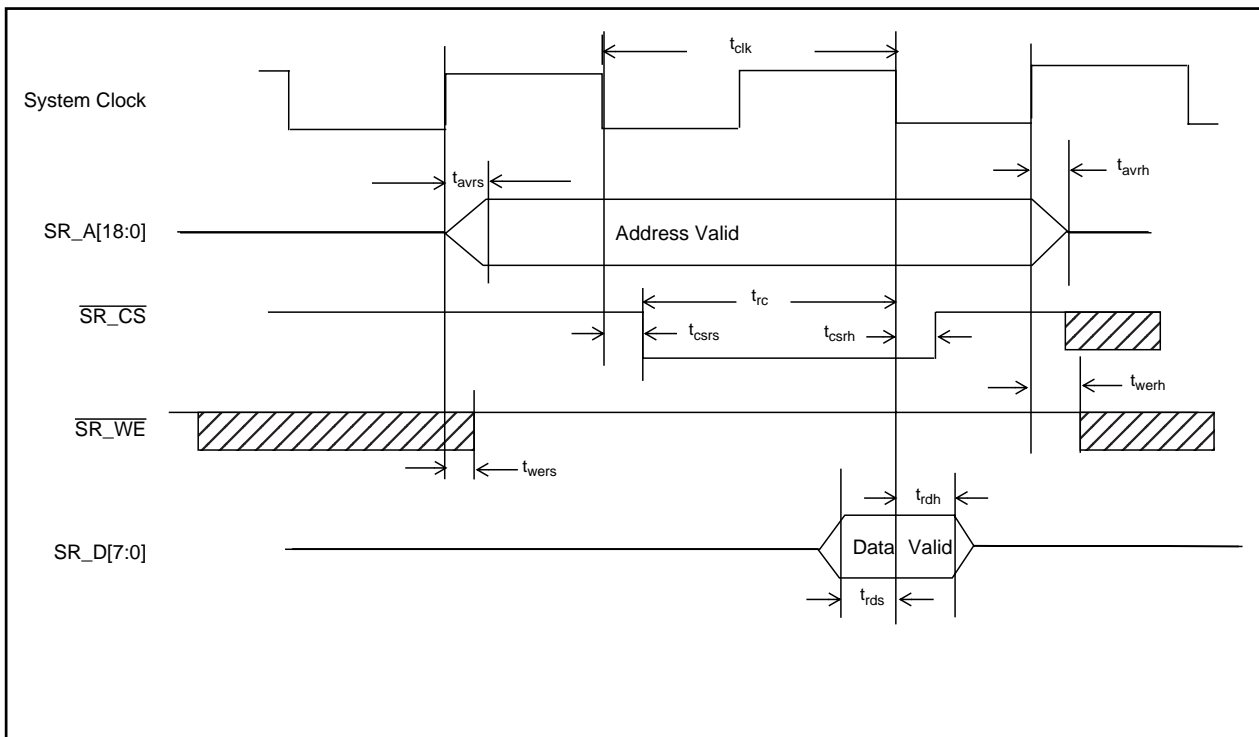 t_clk
System Clock
t_avrs
t_avrh
SR_A[18:0]
Address Valid
t_rc
SR_CS
t_csrs
t_csrh
t_werh
SR_WE
t_wers
t_rdh
SR_D[7:0]
Data Valid
t_rds